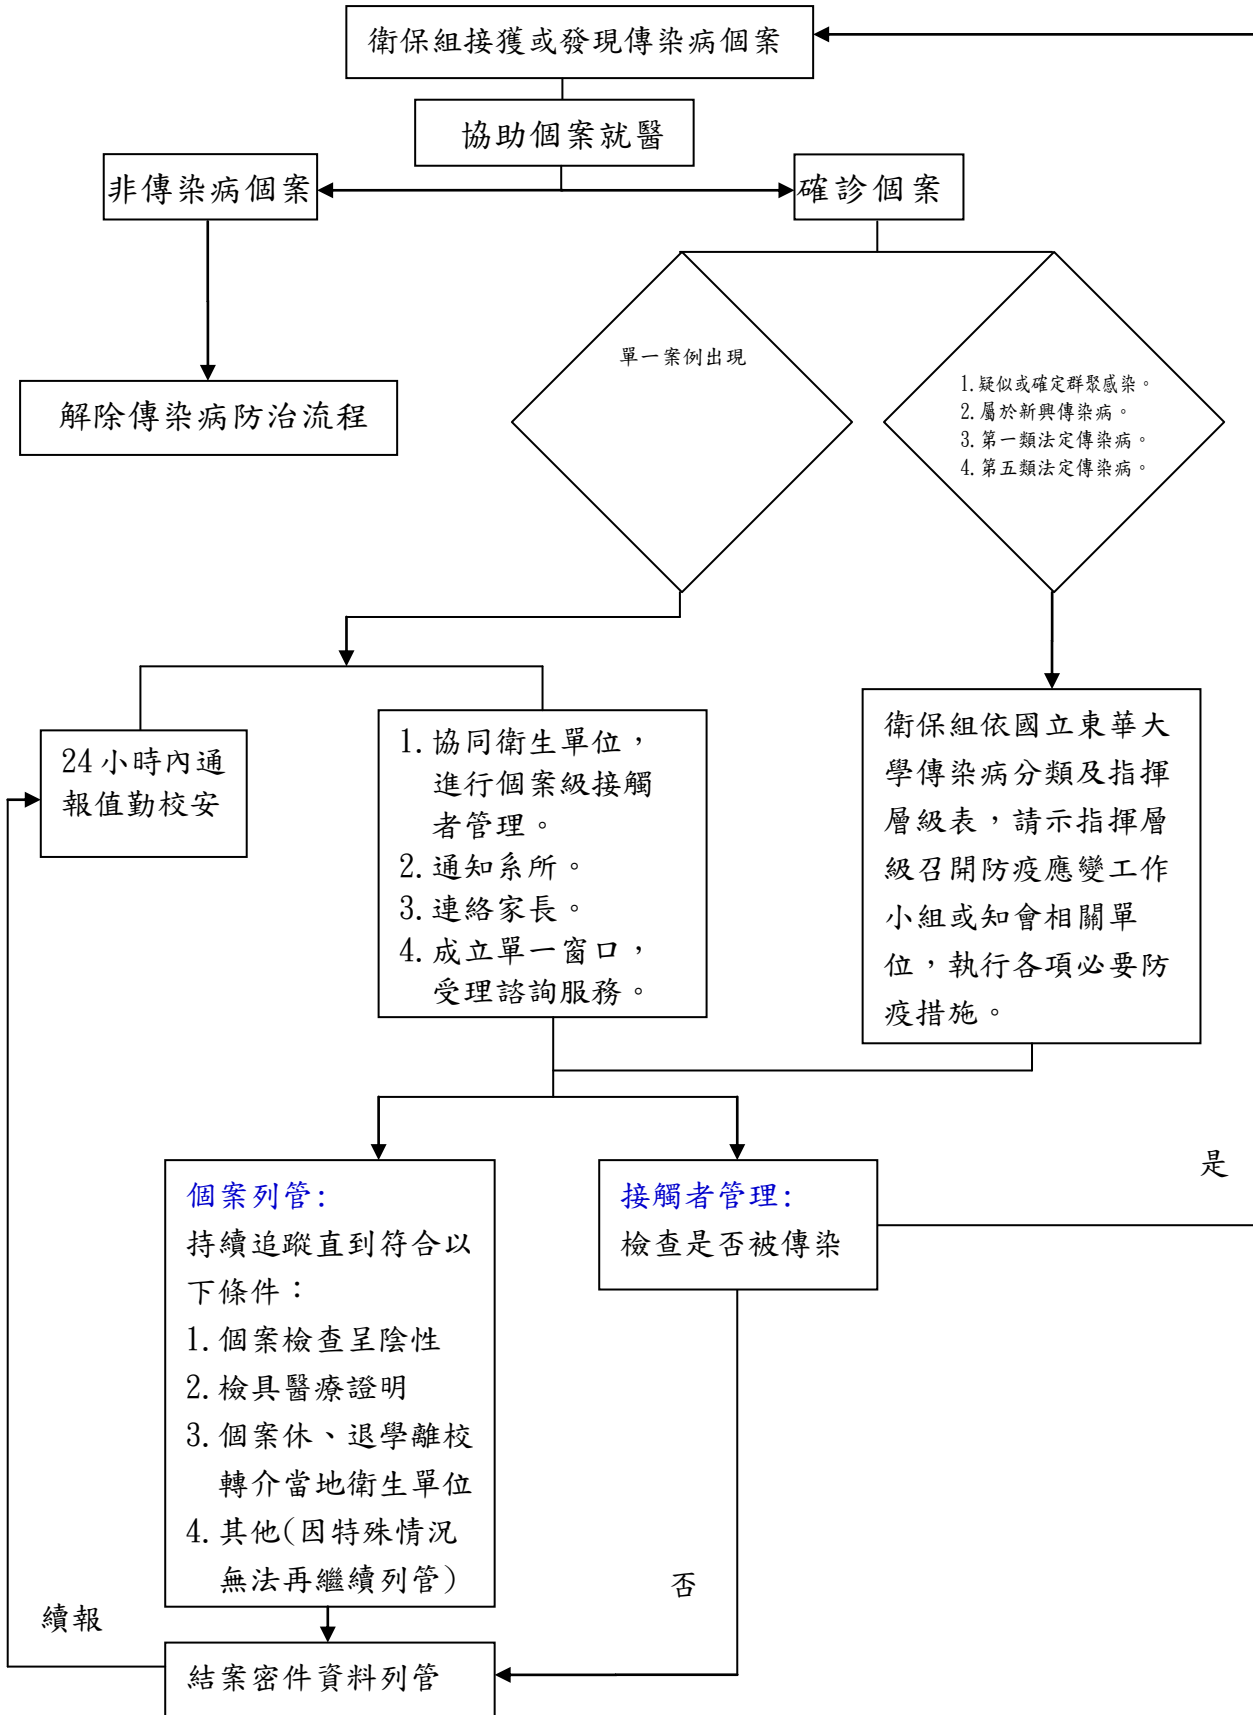 衛保組接獲或發現傳染病個案
協助個案就醫
非傳染病個案
確診個案
解除傳染病防治流程
單一案例出現
1.疑似或確定群聚感染。
2.屬於新興傳染病。
3.第一類法定傳染病。
4.第五類法定傳染病。
24小時內通
報值勤校安
1.協同衛生單位，
進行個案級接觸
者管理。
2.通知系所。
3.連絡家長。
4.成立單一窗口，
受理諮詢服務。
衛保組依國立東華大
學傳染病分類及指揮
層級表，請示指揮層
級召開防疫應變工作
小組或知會相關單
位，執行各項必要防
疫措施。
個案列管:
持續追蹤直到符合以
下條件：
1.個案檢查呈陰性
2.檢具醫療證明
3.個案休、退學離校
轉介當地衛生單位
4.其他(因特殊情況
無法再繼續列管)
接觸者管理:
檢查是否被傳染
是
否
續報
結案密件資料列管